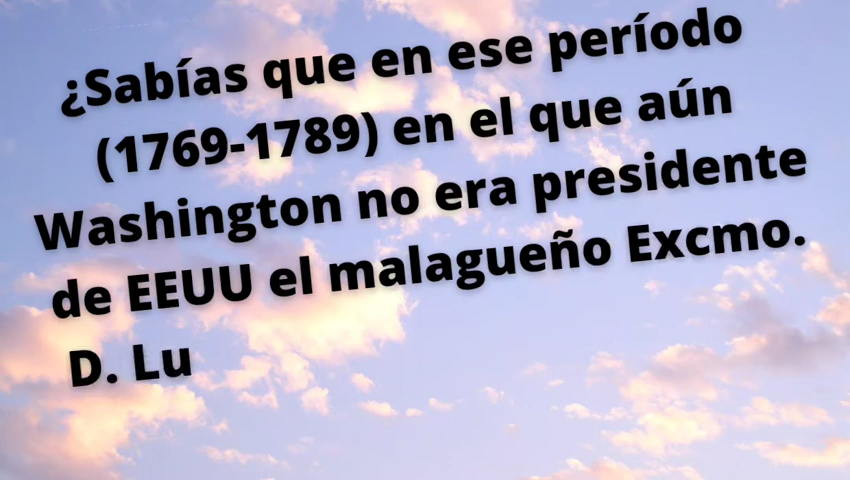 ¿Sabías que en ese período
(1769-1789) en el que aún
Washington no era presidente
de EEUU el malagueño Excmo.
D. Lu